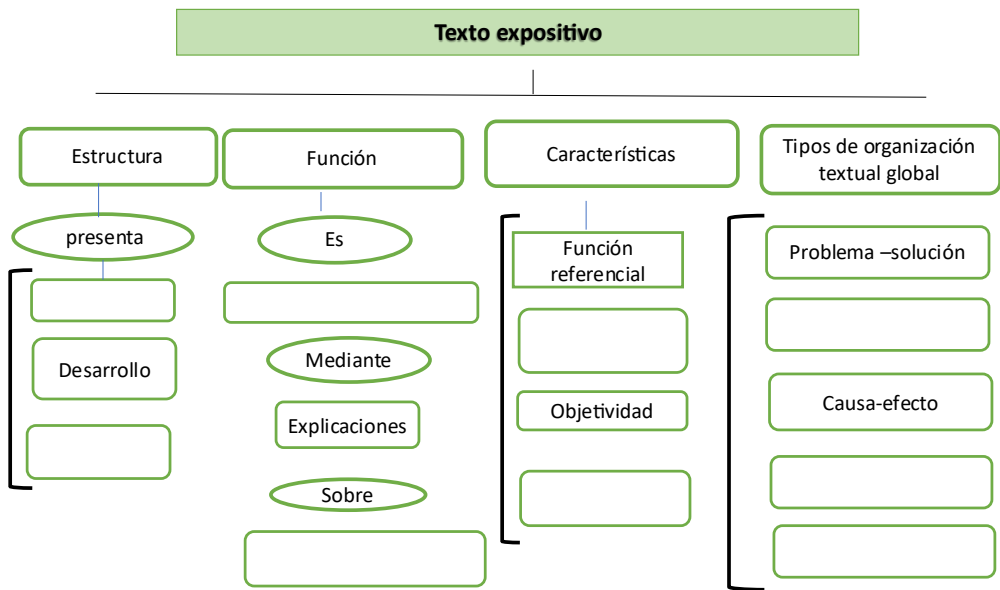 Texto expositivo
Estructura
presenta
Desarrollo
Función
Es
Mediante
Explicaciones
Sobre
Característificas
Función
referencial
Objetividad
Tipos de organización
textual global
Problema –solución
Causa-efecto